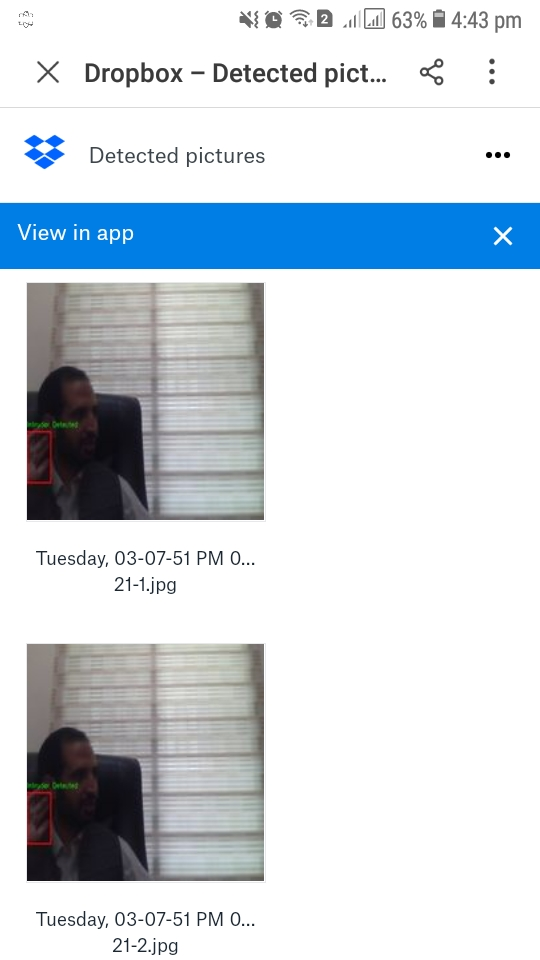 2 63% 4:43 pm
Dropbox – Detected pict...
Detected pictures
View in app
Intruder Detected
Tuesday, 03-07-51 PM 0...
21-1.jpg
Intruder Detected
Tuesday, 03-07-51 PM 0...
21-2.jpg